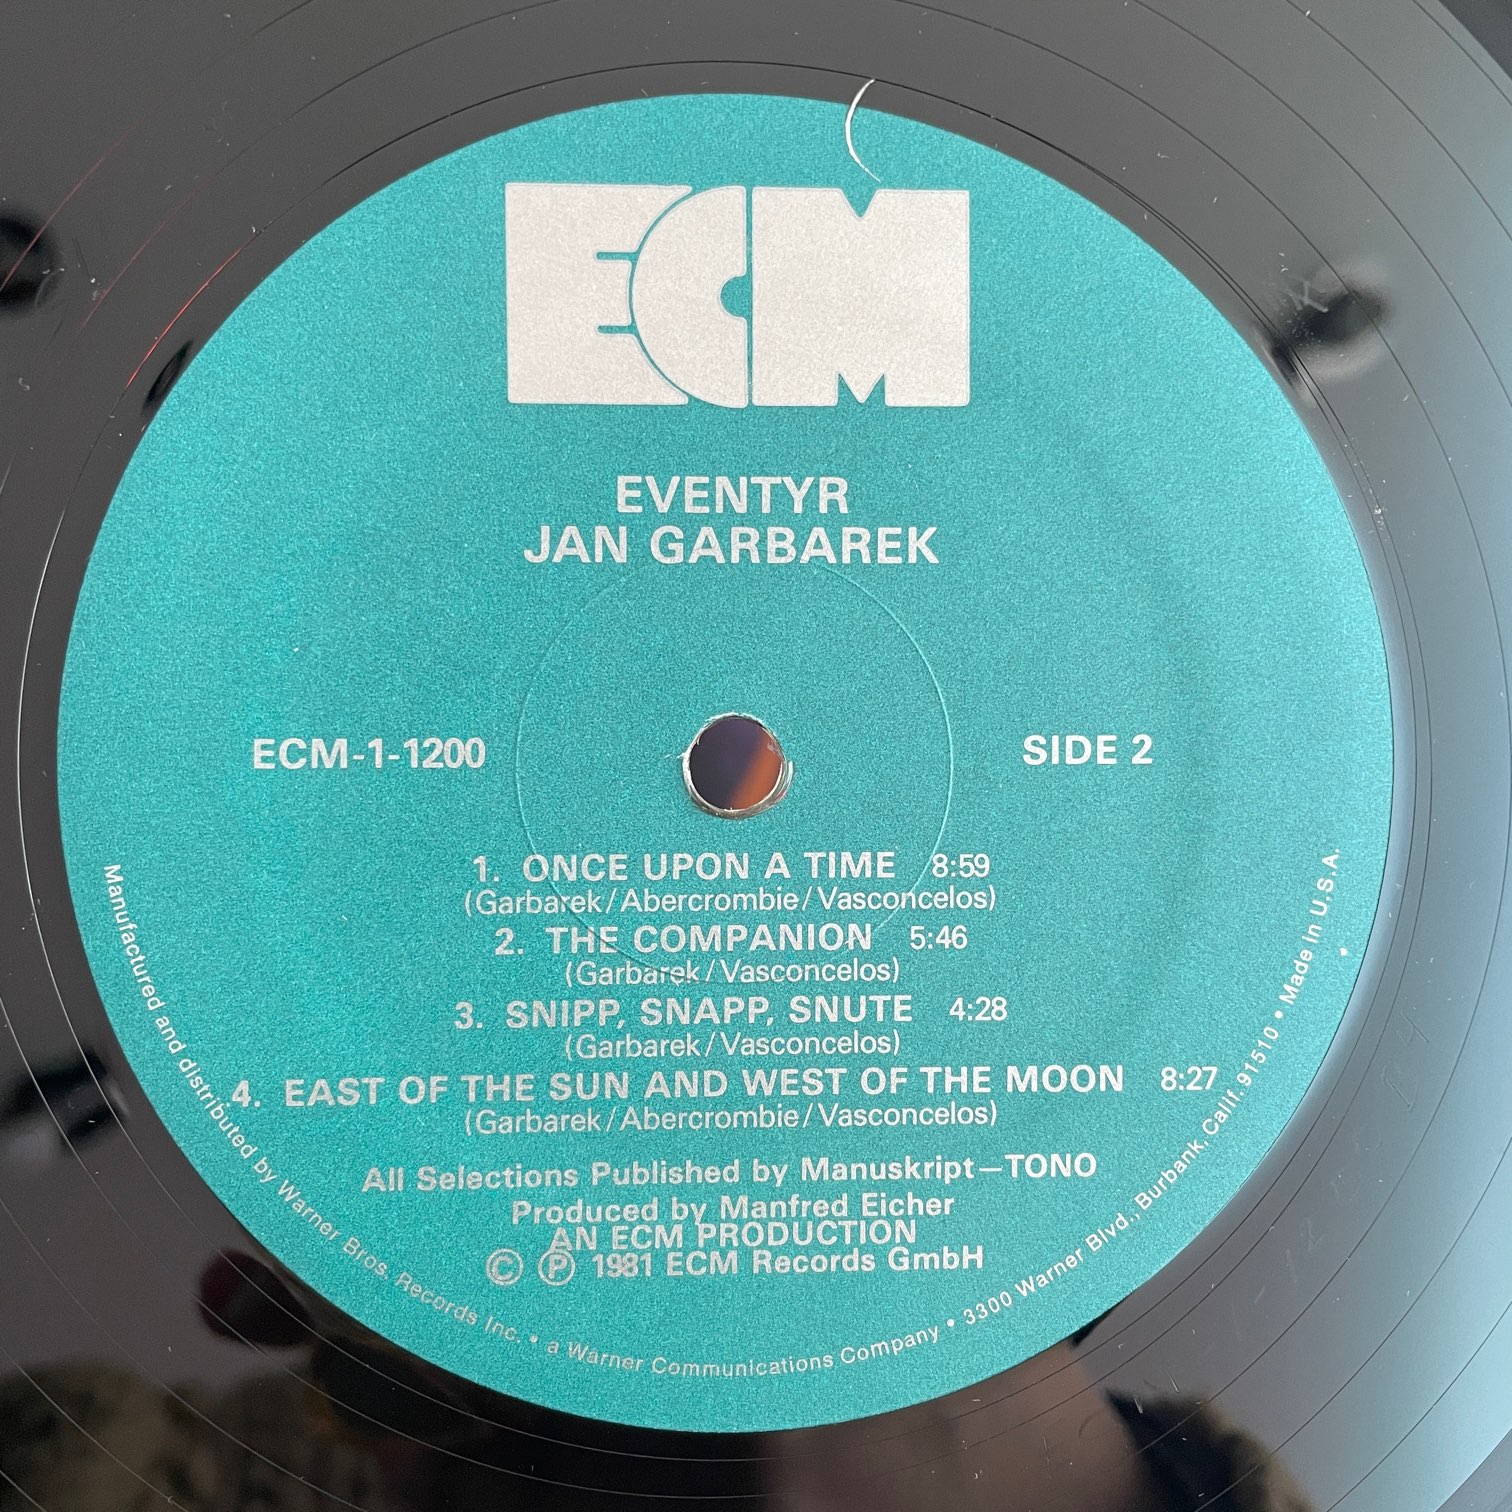 ECM
EVENTYR
JAN GARBAREK
ECM-1-1200
SIDE 2
1. ONCE UPON A TIME 8:59
(Garbarek/Abercrombie/Vasconcelos)
2. THE COMPANION 5:46
(Garbarek/Vasconcelos)
3. SNIPP, SNAPP, SNUTE 4:28
(Garbarek/Vasconcelos)
4. EAST OF THE SUN AND WEST OF THE MOON 8:27
(Garbarek/Abercrombie/Vasconcelos)
All Selections Published by Manuskript—TONO
Produced by Manfred Eicher
AN ECM PRODUCTION
© ℗ 1981 ECM Records GmbH
Manufactured and distributed by Warner Bros. Records Inc. • a Warner Communications Company • 3300 Warner Blvd., Burbank, Calif. 91510 • Made in U.S.A.